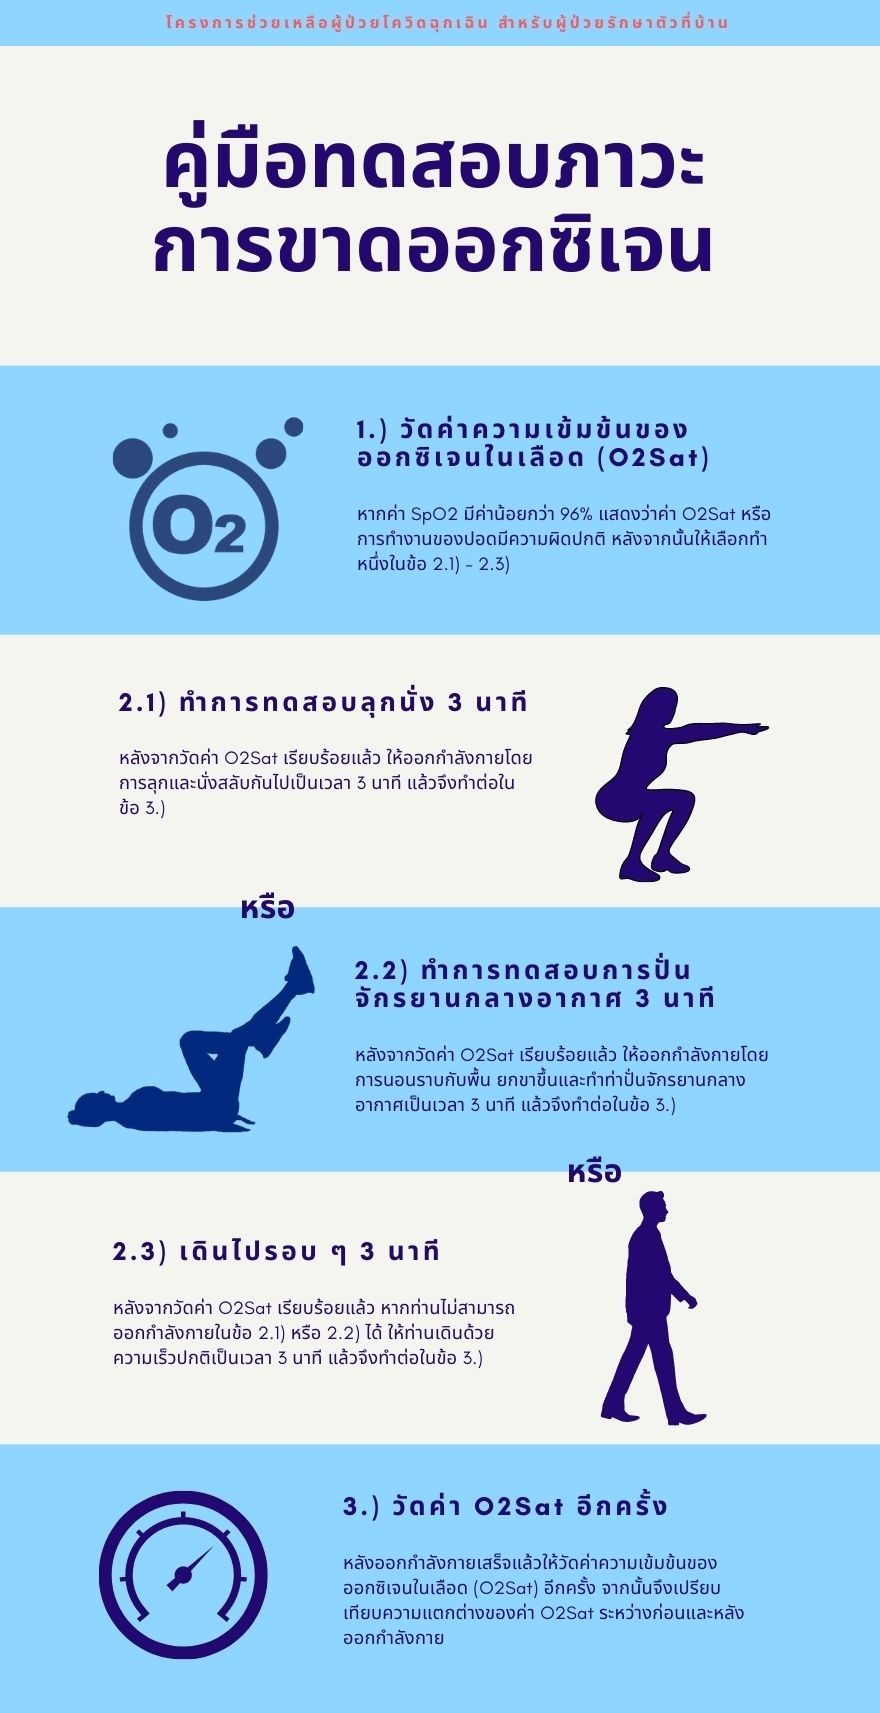 โครงการช่วยเหลือผู้ป่วยโควิดฉุกเฉิน สำหรับผู้ป่วยรักษาตัวที่บ้าน
คู่มือทดสอบภาวะ
การขาดออกซิเจน
O2
1.) วัดค่าความเข้มข้นของ
ออกซิเจนในเลือด (O2Sat)
หากค่า SpO2 มีค่าน้อยกว่า 96% แสดงว่าค่า O2Sat หรือ
การทำงานของปอดมีความผิดปกติ หลังจากนั้นให้เลือกทำ
หนึ่งในข้อ 2.1) - 2.3)
2.1) ทำการทดสอบลุกนั่ง 3 นาที
หลังจากวัดค่า O2Sat เรียบร้อยแล้ว ให้ออกกำลังกายโดย
การลุกและนั่งสลับกันไปเป็นเวลา 3 นาที แล้วจึงทำต่อใน
ข้อ 3.)
หรือ
2.2) ทำการทดสอบการปั่น
จักรยานกลางอากาศ 3 นาที
หลังจากวัดค่า O2Sat เรียบร้อยแล้ว ให้ออกกำลังกายโดย
การนอนราบกับพื้น ยกขาขึ้นและทำท่าปั่นจักรยานกลาง
อากาศเป็นเวลา 3 นาที แล้วจึงทำต่อในข้อ 3.)
หรือ
2.3) เดินไปรอบ ๆ 3 นาที
หลังจากวัดค่า O2Sat เรียบร้อยแล้ว หากท่านไม่สามารถ
ออกกำลังกายในข้อ 2.1) หรือ 2.2) ได้ ให้ท่านเดินด้วย
ความเร็วปกติเป็นเวลา 3 นาที แล้วจึงทำต่อในข้อ 3.)
3.) วัดค่า O2Sat อีกครั้ง
หลังออกกำลังกายเสร็จแล้วให้วัดค่าความเข้มข้นของ
ออกซิเจนในเลือด (O2Sat) อีกครั้ง จากนั้นจึงเปรียบ
เทียบความแตกต่างของค่า O2Sat ระหว่างก่อนและหลัง
ออกกำลังกาย